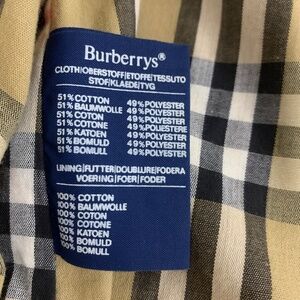 Burberrys®
CLOTH|OBERSTOFF|ETOFFE|TESSUTO
STOF|KLAEDE|TYG
51% COTTON 49% POLYESTER
51% BAUMWOLLE 49% POLYESTER
51% COTON 49% POLYESTER
51% COTONE 49% POLIESTERE
51% KATOEN 49% POLYESTER
51% BOMULD 49% POLYESTER
51% BOMULL 49% POLYESTER
LINING|FUTTER|DOUBLURE|FODERA
VOERING|FOER|FODER
100% COTTON
100% BAUMWOLLE
100% COTON
100% COTONE
100% KATOEN
100% BOMULD
100% BOMULL